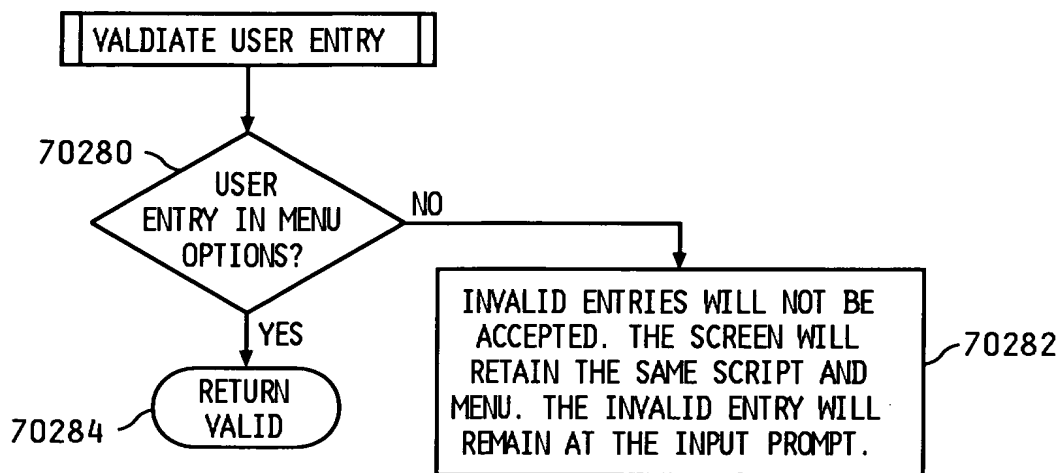 VALDIATE USER ENTRY
70280
USER
ENTRY IN MENU
OPTIONS?
NO
YES
INVALID ENTRIES WILL NOT BE
ACCEPTED. THE SCREEN WILL
RETAIN THE SAME SCRIPT AND
MENU. THE INVALID ENTRY WILL
REMAIN AT THE INPUT PROMPT.
70282
RETURN
VALID
70284